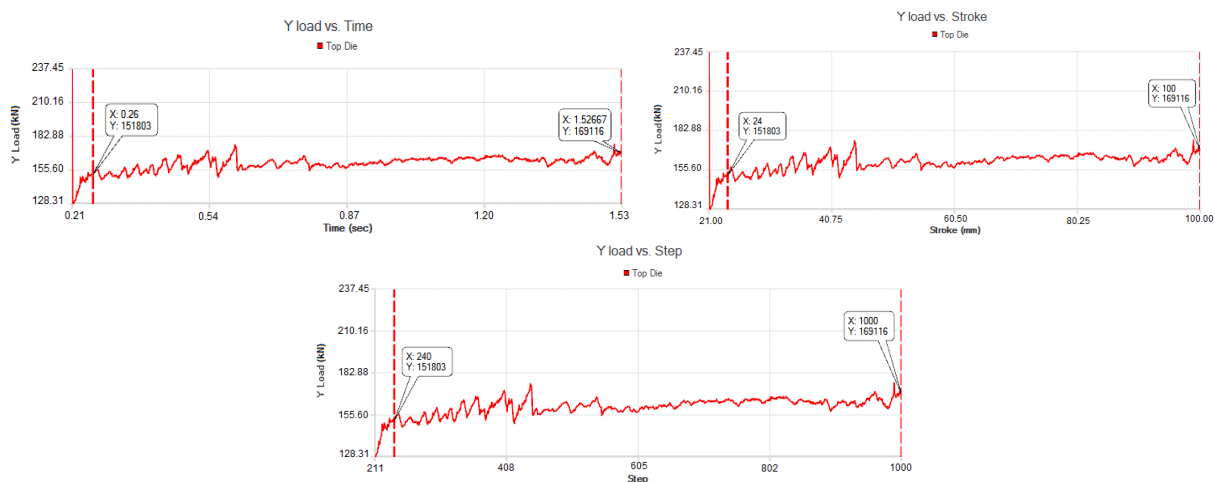 Y load vs. Time
Top Die
Y Load (kN)
237.45
210.16
182.88
155.60
128.31
X: 0.26
Y: 151803
X: 1.52667
Y: 169116
0.21
0.54
0.87
1.20
1.53
Time (sec)
Y load vs. Stroke
Top Die
Y Load (kN)
237.45
210.16
182.88
155.60
128.31
X: 24
Y: 151803
X: 100
Y: 169116
21.00
40.75
60.50
80.25
100.00
Stroke (mm)
Y load vs. Step
Top Die
Y Load (kN)
237.45
210.16
182.88
155.60
128.31
X: 240
Y: 151803
X: 1000
Y: 169116
211
408
605
802
1000
Step